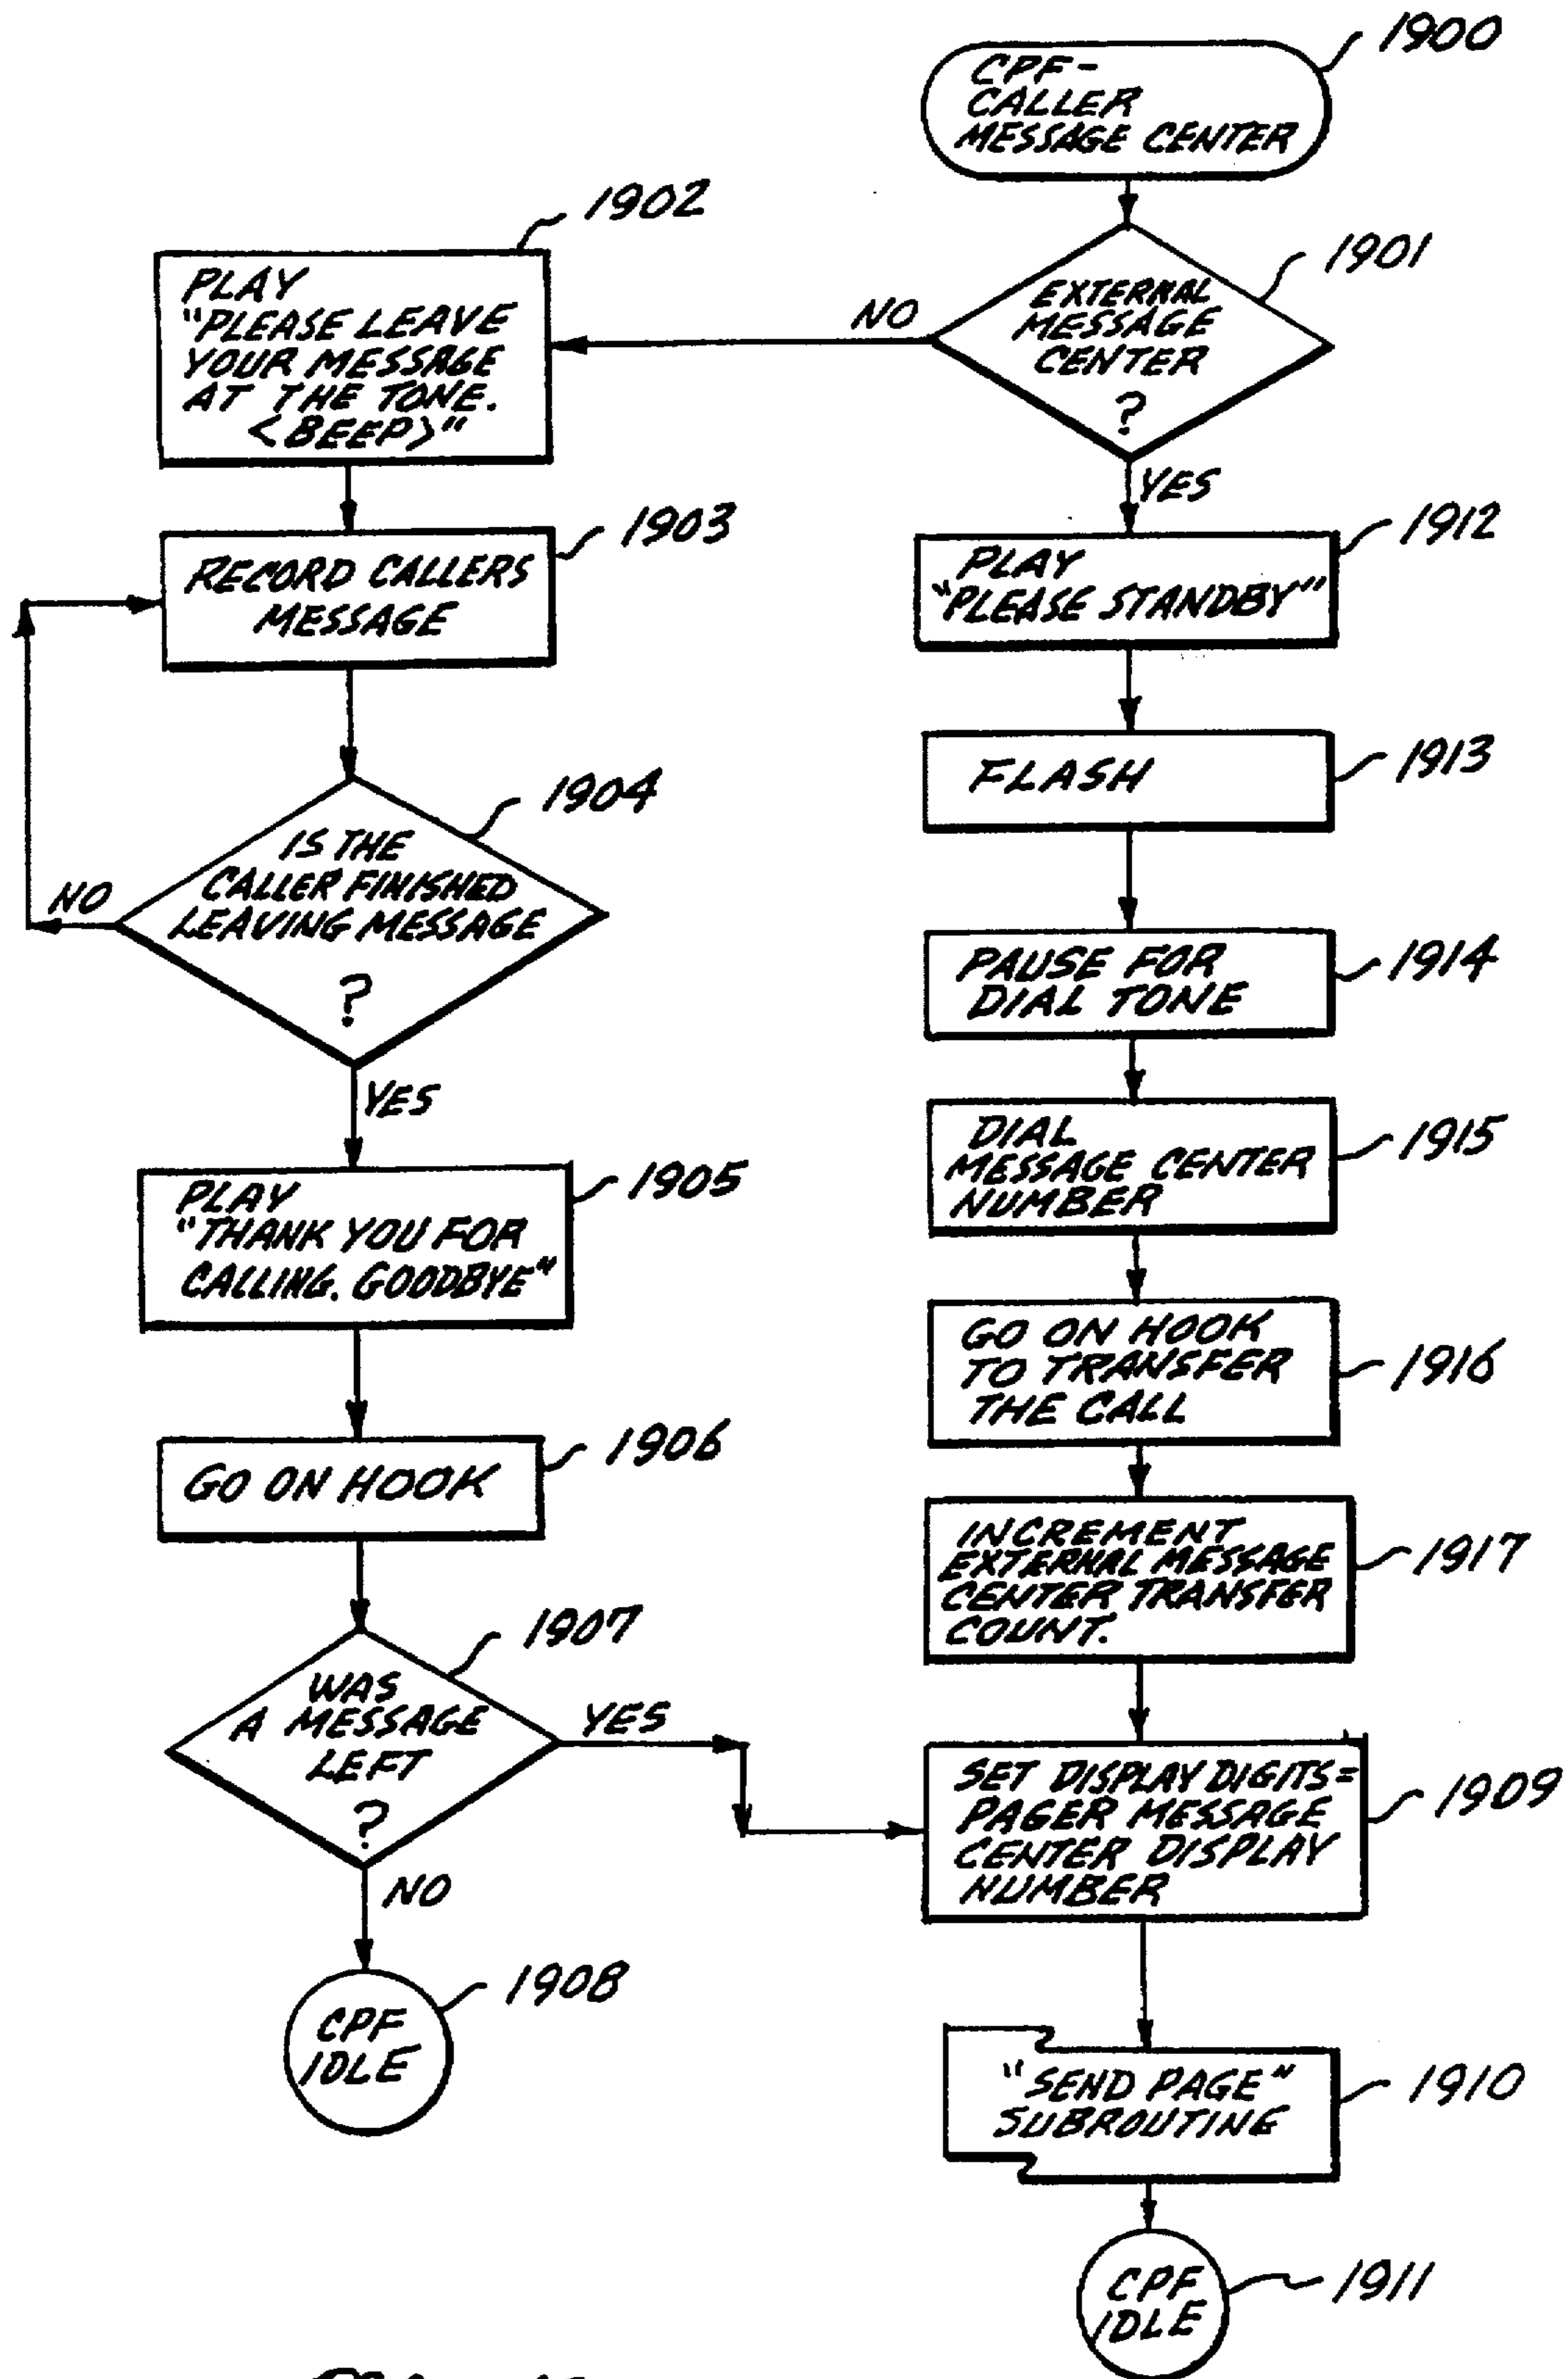 1900
CPF-
CALLER
MESSAGE CENTER
1901
EXTERNAL
MESSAGE
CENTER
?
NO
YES
1902
PLAY
"PLEASE LEAVE
YOUR MESSAGE
AT THE TONE.
<BEEP>"
1903
RECORD CALLERS
MESSAGE
1904
IS THE
CALLER FINISHED
LEAVING MESSAGE
?
NO
YES
1905
PLAY
"THANK YOU FOR
CALLING. GOODBYE"
1906
GO ON HOOK
1907
WAS
A MESSAGE
LEFT
?
YES
NO
1908
CPF
IDLE
1912
PLAY
"PLEASE STANDBY"
1913
FLASH
1914
PAUSE FOR
DIAL TONE
1915
DIAL
MESSAGE CENTER
NUMBER
1916
GO ON HOOK
TO TRANSFER
THE CALL
1917
INCREMENT
EXTERNAL MESSAGE
CENTER TRANSFER
COUNT.
1909
SET DISPLAY DIGITS=
PAGER MESSAGE
CENTER DISPLAY
NUMBER
1910
"SEND PAGE"
SUBROUTINE
1911
CPF
IDLE